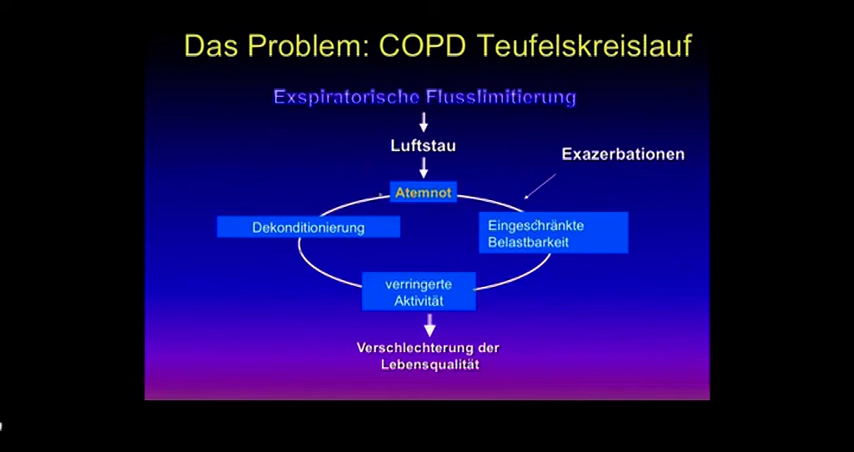 Das Problem: COPD Teufelskreislauf
Exspiratorische Flusslimitierung
Luftstau
Exazerbationen
Atemnot
Dekonditionierung
Eingeschränkte
Belastbarkeit
verringerte
Aktivität
Verschlechterung der
Lebensqualität